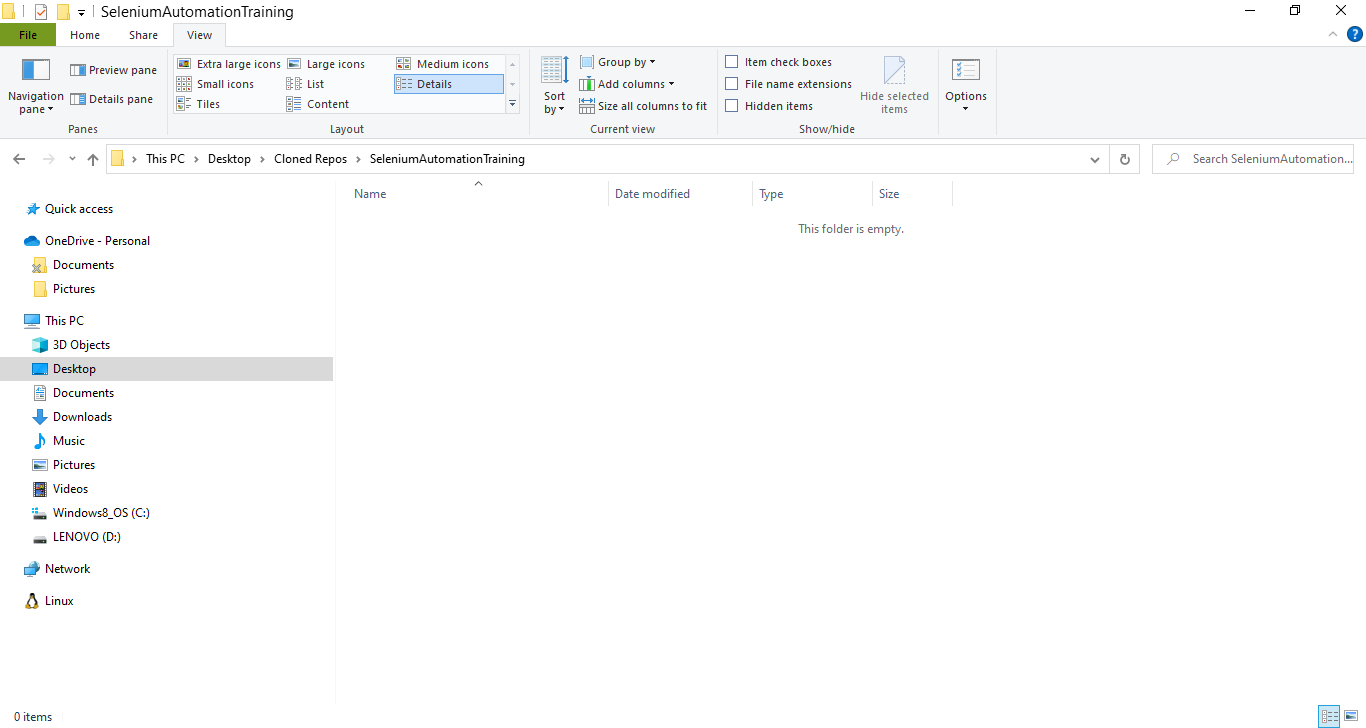 SeleniumAutomationTraining
File Home Share View
Navigation pane
Preview pane
Details pane
Panes
Extra large icons Large icons Medium icons
Small icons List Details
Tiles Content
Layout
Sort by
Group by
Add columns
Size all columns to fit
Current view
Item check boxes
File name extensions
Hidden items
Hide selected items
Show/hide
Options
?
This PC > Desktop > Cloned Repos > SeleniumAutomationTraining
Search SeleniumAutomation...
Name Date modified Type Size
This folder is empty.
Quick access
OneDrive - Personal
Documents
Pictures
This PC
3D Objects
Desktop
Documents
Downloads
Music
Pictures
Videos
Windows8_OS (C:)
LENOVO (D:)
Network
Linux
0 items